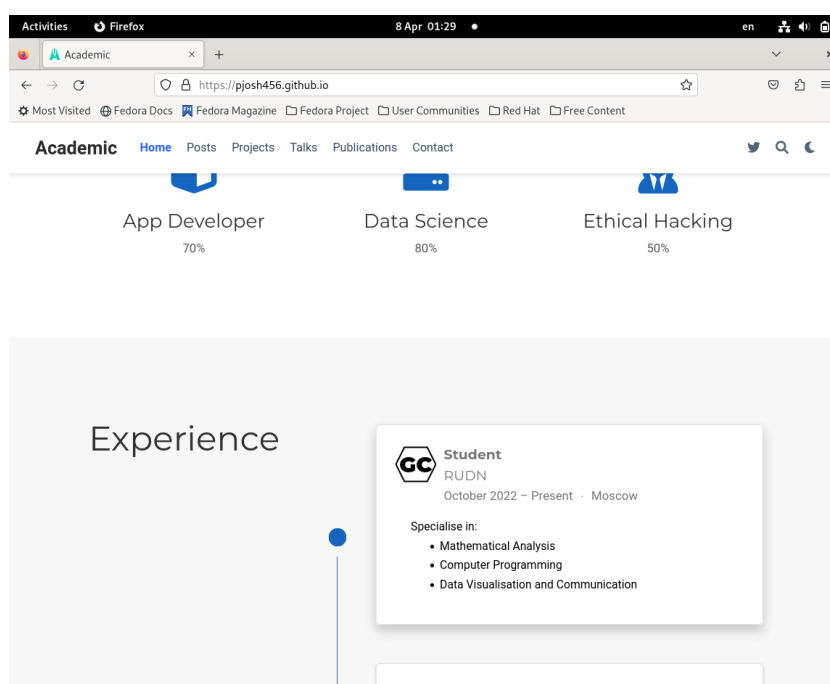 Activities Firefox 8 Apr 01:29 en
Academic
https://pjosh456.github.io
Most Visited Fedora Docs Fedora Magazine Fedora Project User Communities Red Hat Free Content
Academic Home Posts Projects Talks Publications Contact
App Developer Data Science Ethical Hacking
70% 80% 50%
Experience
GC
Student
RUDN
October 2022 – Present · Moscow
Specialise in:
• Mathematical Analysis
• Computer Programming
• Data Visualisation and Communication